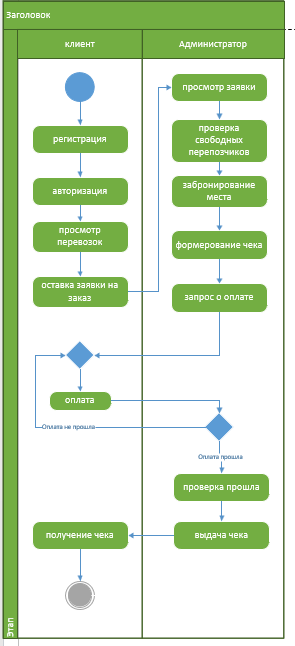 Заголовок
клиент
Администратор
просмотр заявки
регистрация
проверка
свободных
перепозчиков
авторизация
забронирование
места
просмотр
перевозок
формерование чека
оставка заявки на
заказ
запрос о оплате
оплата
Оплата не прошла
Оплата прошла
проверка прошла
получение чека
выдача чека
Этап